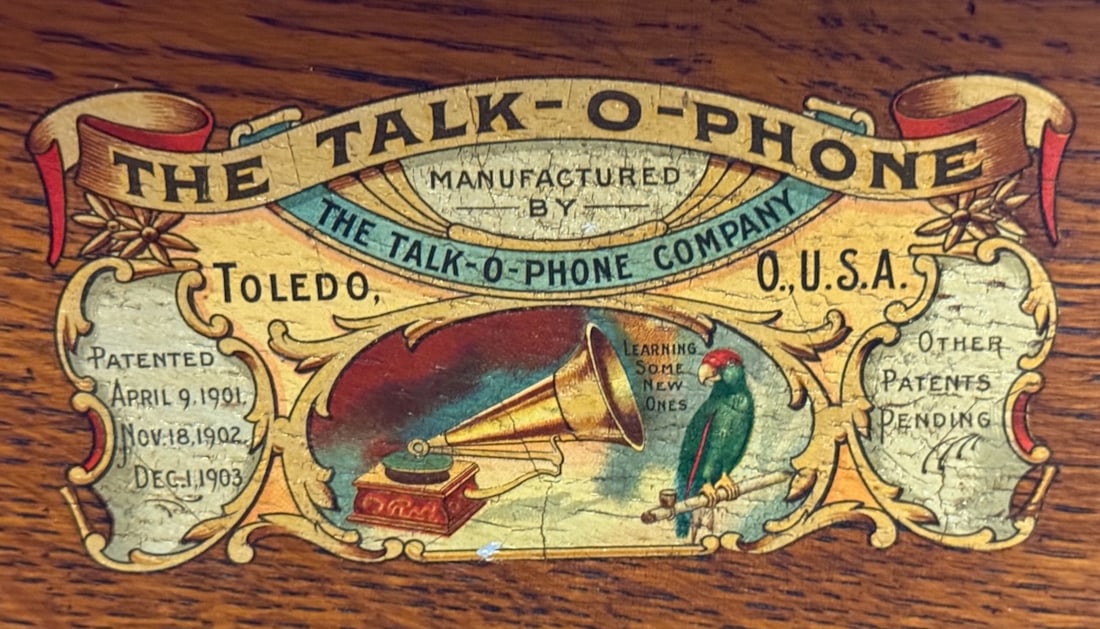 THE TALK-O-PHONE
MANUFACTURED
BY
THE TALK-O-PHONE COMPANY
TOLEDO, O., U.S.A.
PATENTED
APRIL 9, 1901.
NOV. 18, 1902.
DEC. 1, 1903
LEARNING
SOME
NEW
ONES
OTHER
PATENTS
PENDING